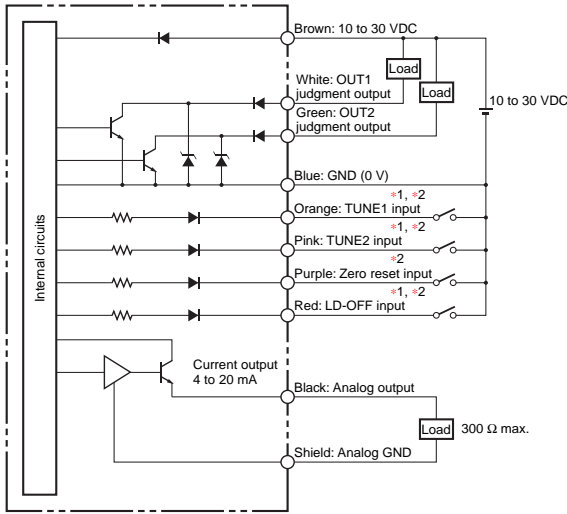 Brown: 10 to 30 VDC
Load
White: OUT1
judgment output
Load
10 to 30 VDC
Green: OUT2
judgment output
Blue: GND (0 V)
*1, *2
Orange: TUNE1 input
*1, *2
Pink: TUNE2 input
*2
Purple: Zero reset input
*1, *2
Red: LD-OFF input
Internal circuits
Current output
4 to 20 mA
Black: Analog output
Load
300 Ω max.
Shield: Analog GND